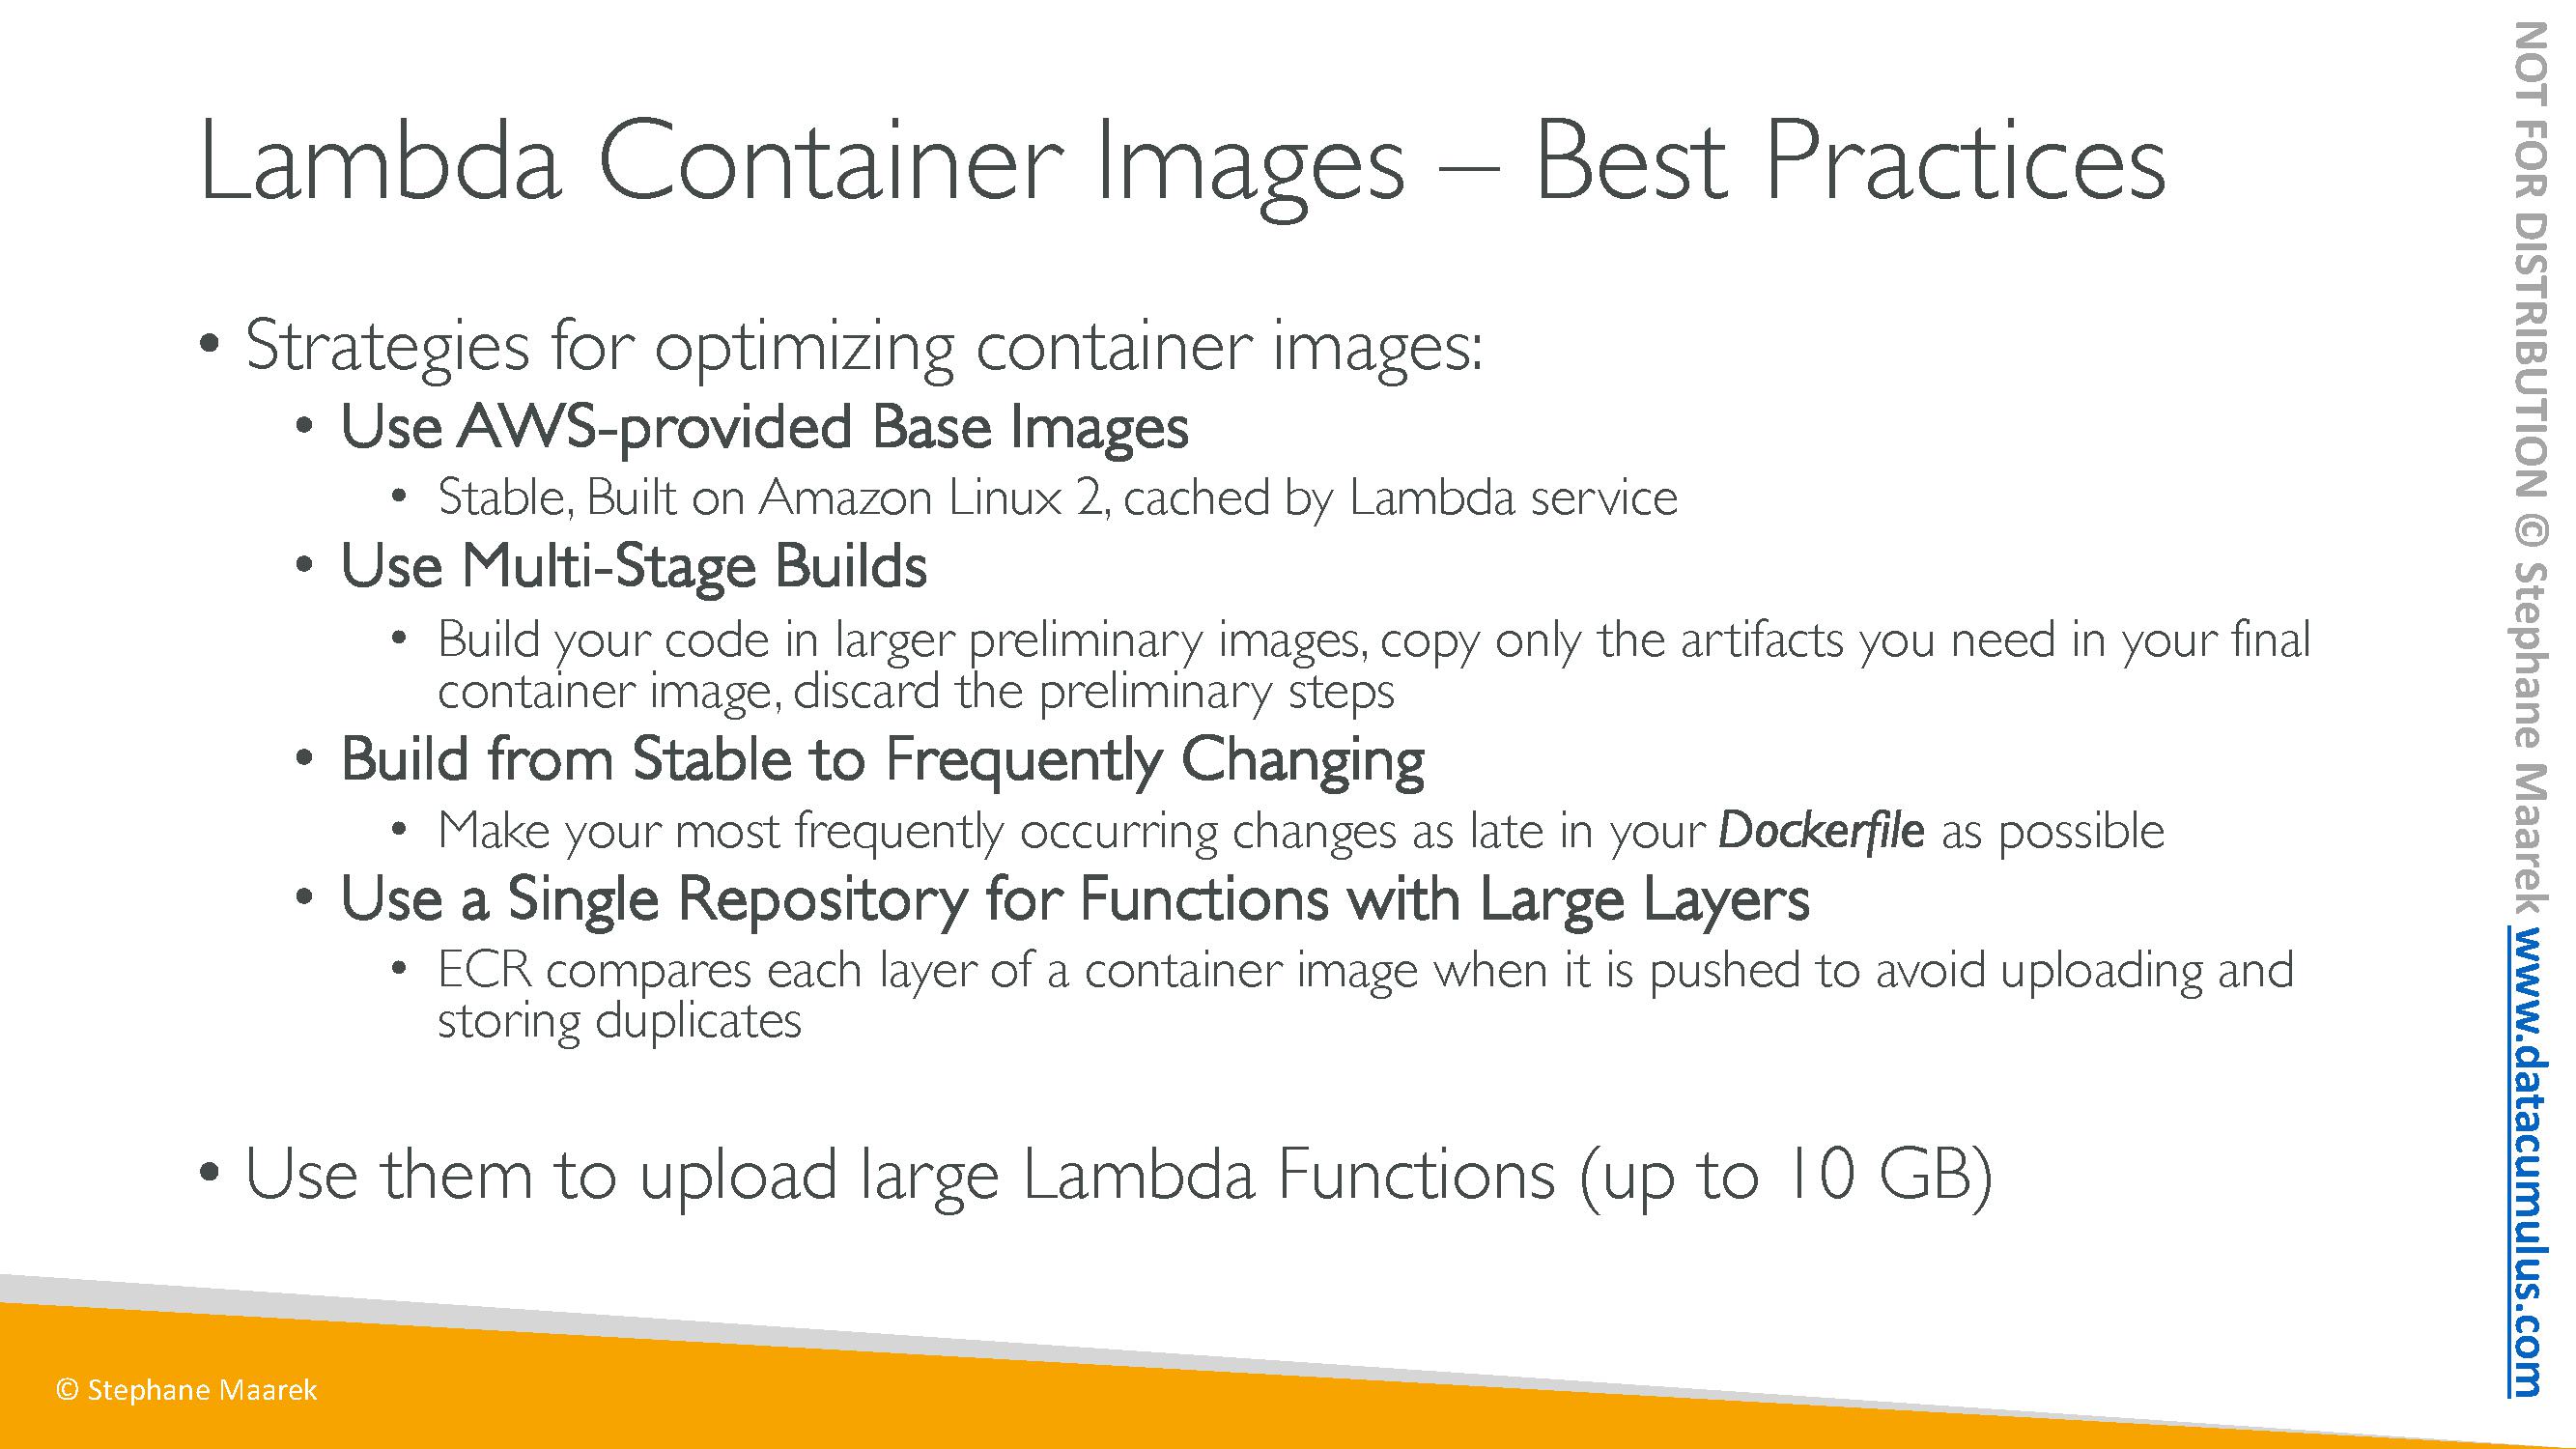 Lambda Container Images – Best Practices
• Strategies for optimizing container images:
• Use AWS-provided Base Images
• Stable, Built on Amazon Linux 2, cached by Lambda service
• Use Multi-Stage Builds
• Build your code in larger preliminary images, copy only the artifacts you need in your final
container image, discard the preliminary steps
• Build from Stable to Frequently Changing
• Make your most frequently occurring changes as late in your Dockerfile as possible
• Use a Single Repository for Functions with Large Layers
• ECR compares each layer of a container image when it is pushed to avoid uploading and
storing duplicates
• Use them to upload large Lambda Functions (up to 10 GB)
© Stephane Maarek
NOT FOR DISTRIBUTION © Stephane Maarek www.datacumulus.com